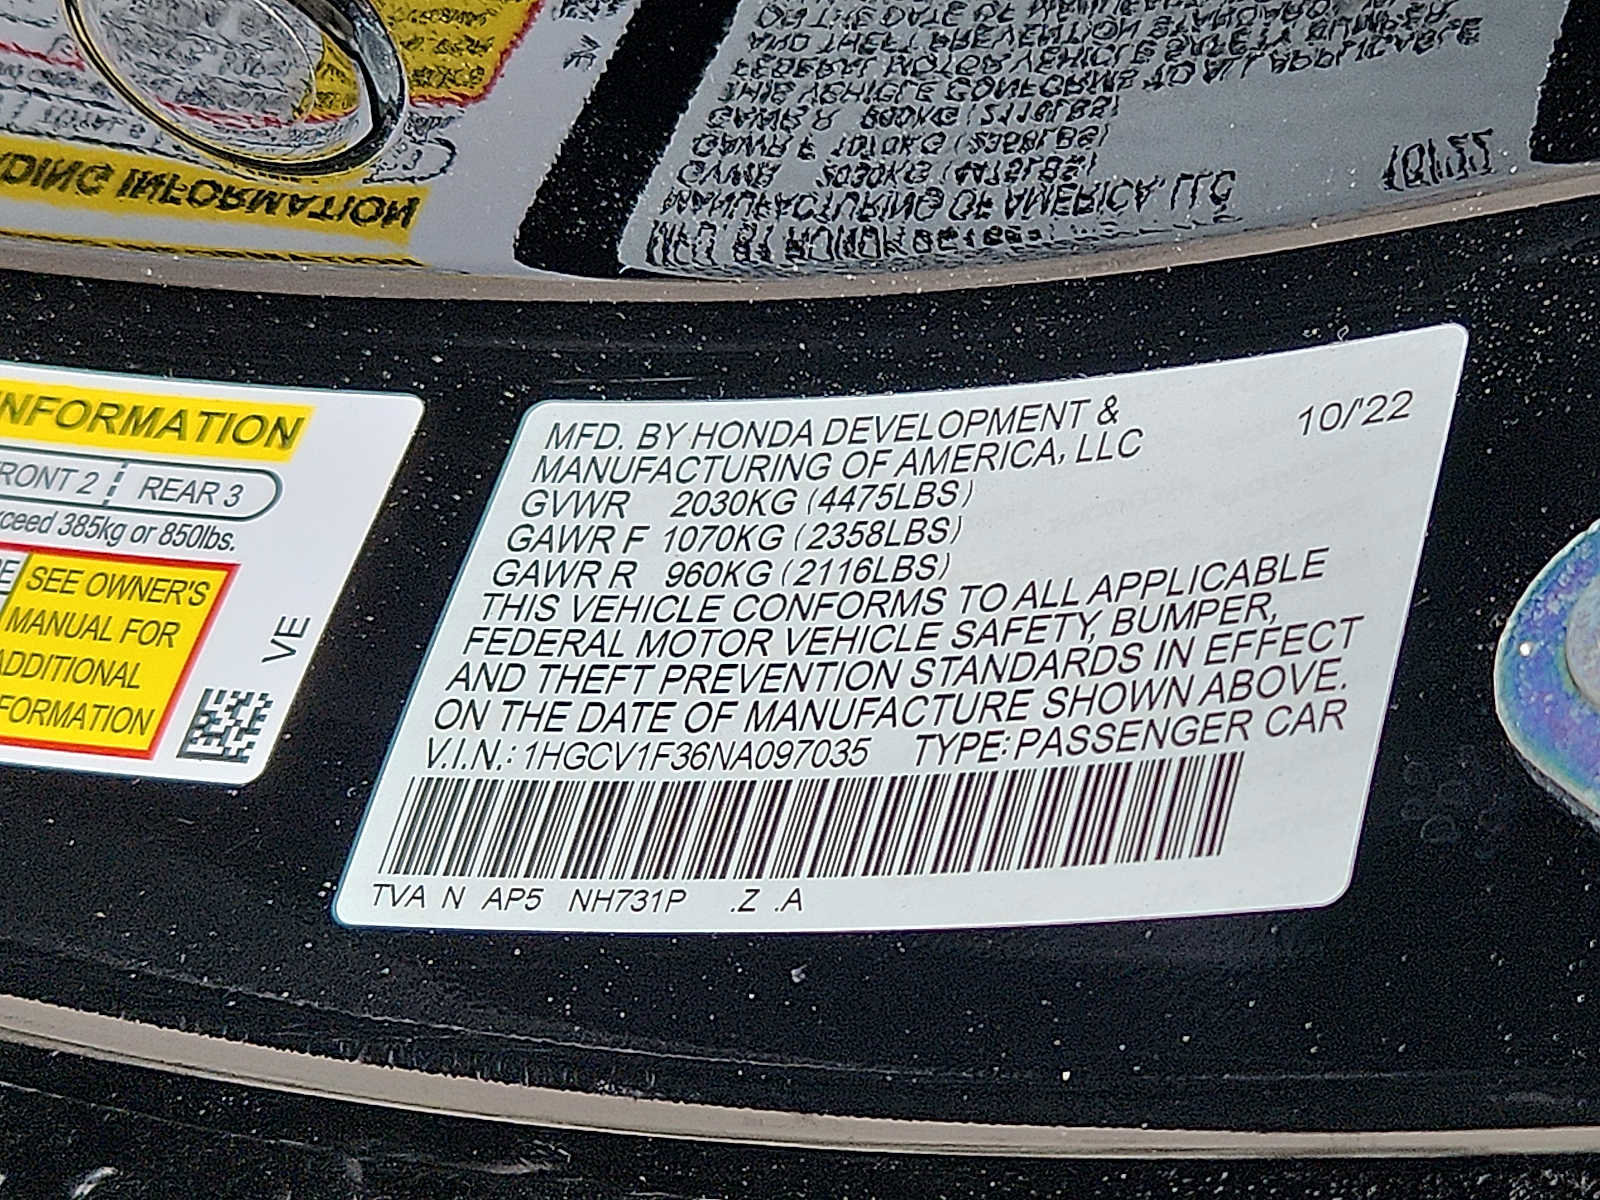 NFORMATION
RONT 2 REAR 3
xceed 385kg or 850lbs.
SEE OWNER'S
MANUAL FOR
ADDITIONAL
FORMATION
VE
MFD. BY HONDA DEVELOPMENT &
MANUFACTURING OF AMERICA, LLC
10/'22
GVWR 2030KG (4475LBS)
GAWR F 1070KG (2358LBS)
GAWR R 960KG (2116LBS)
THIS VEHICLE CONFORMS TO ALL APPLICABLE
FEDERAL MOTOR VEHICLE SAFETY, BUMPER,
AND THEFT PREVENTION STANDARDS IN EFFECT
ON THE DATE OF MANUFACTURE SHOWN ABOVE.
V.I.N.: 1HGCV1F36NA097035 TYPE: PASSENGER CAR
TVA N AP5 NH731P .Z .A